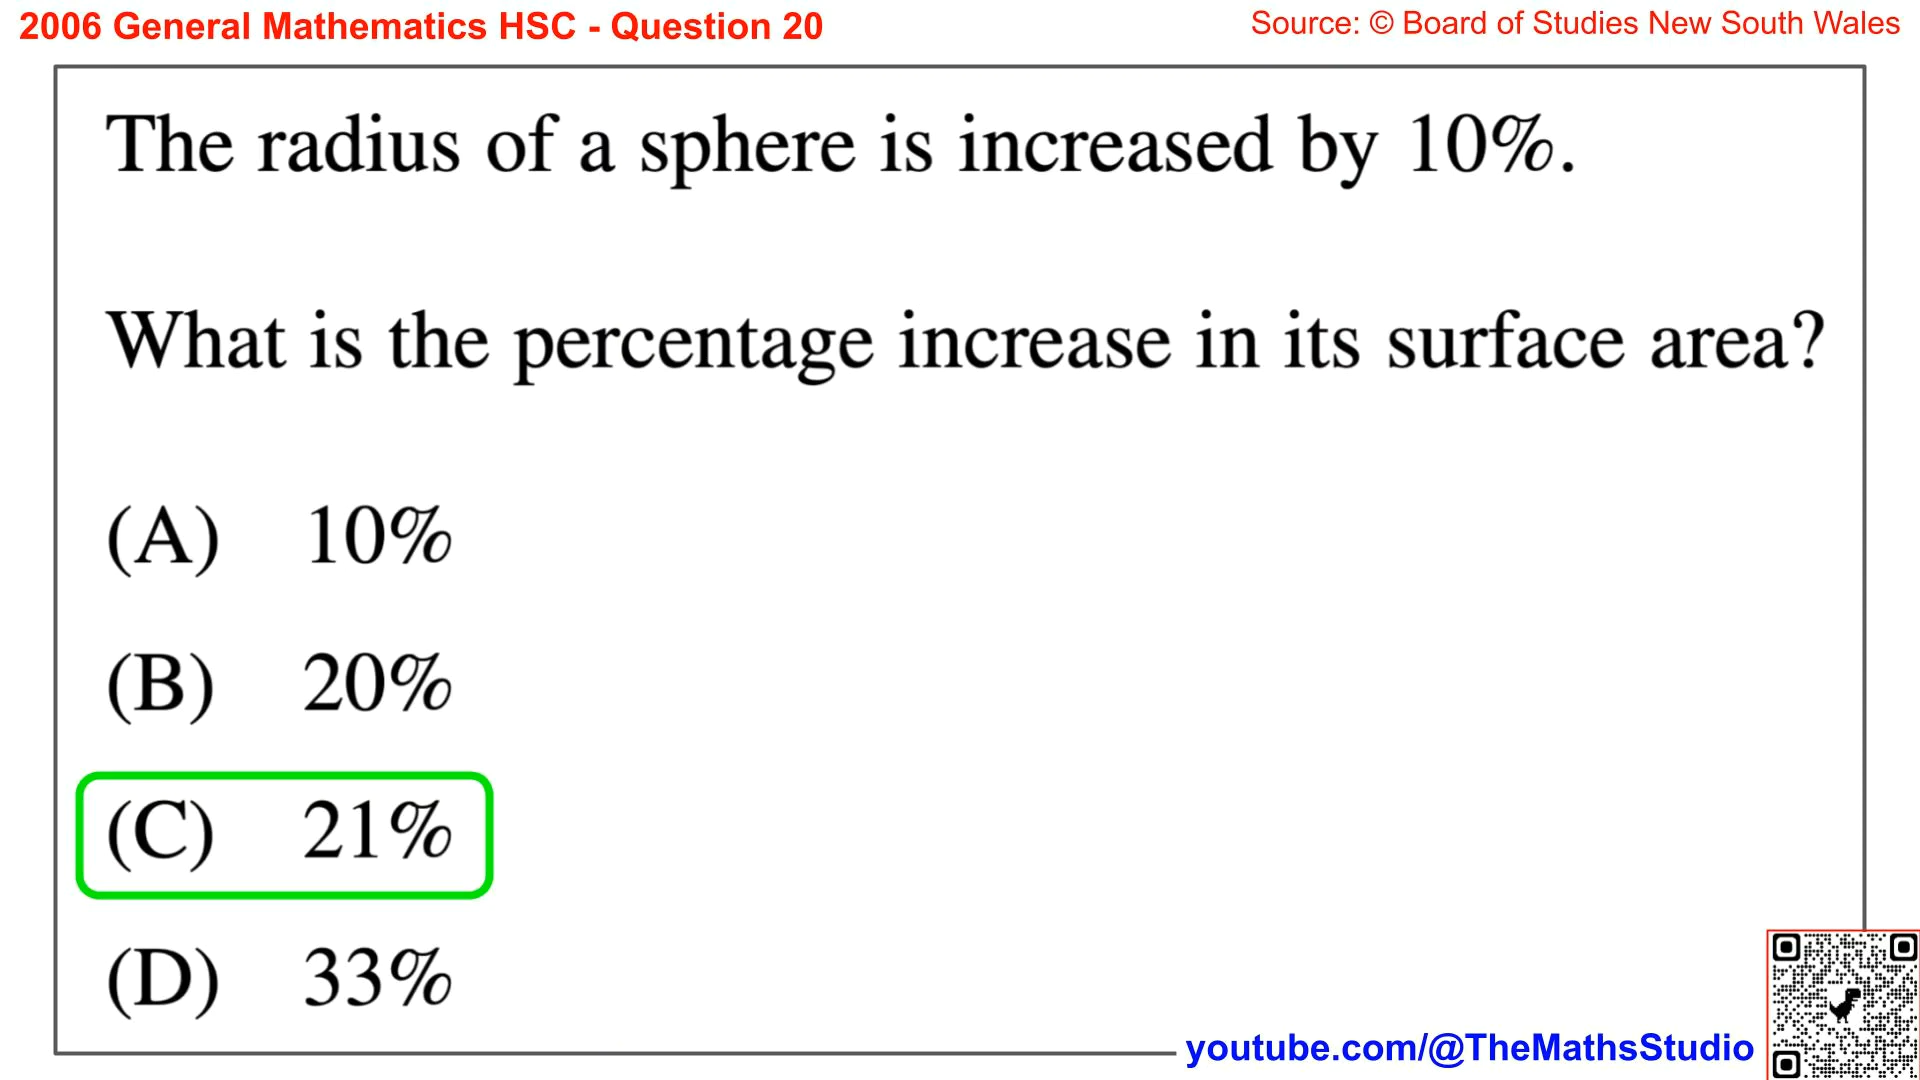 2006 General Mathematics HSC - Question 20
Source: © Board of Studies New South Wales
The radius of a sphere is increased by 10%.
What is the percentage increase in its surface area?
(A) 10%
(B) 20%
(C) 21%
(D) 33%
youtube.com/@TheMathsStudio